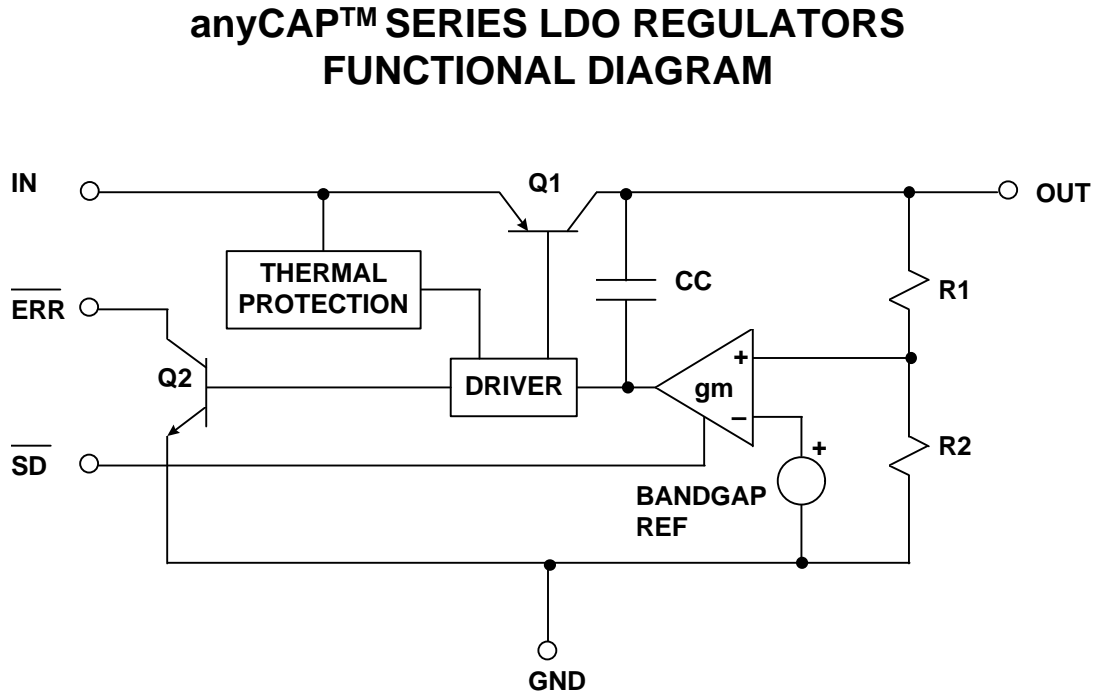 anyCAP™ SERIES LDO REGULATORS
FUNCTIONAL DIAGRAM
IN
Q1
OUT
THERMAL
PROTECTION
CC
R1
ERR
Q2
DRIVER
gm
+
–
SD
+
R2
BANDGAP
REF
GND